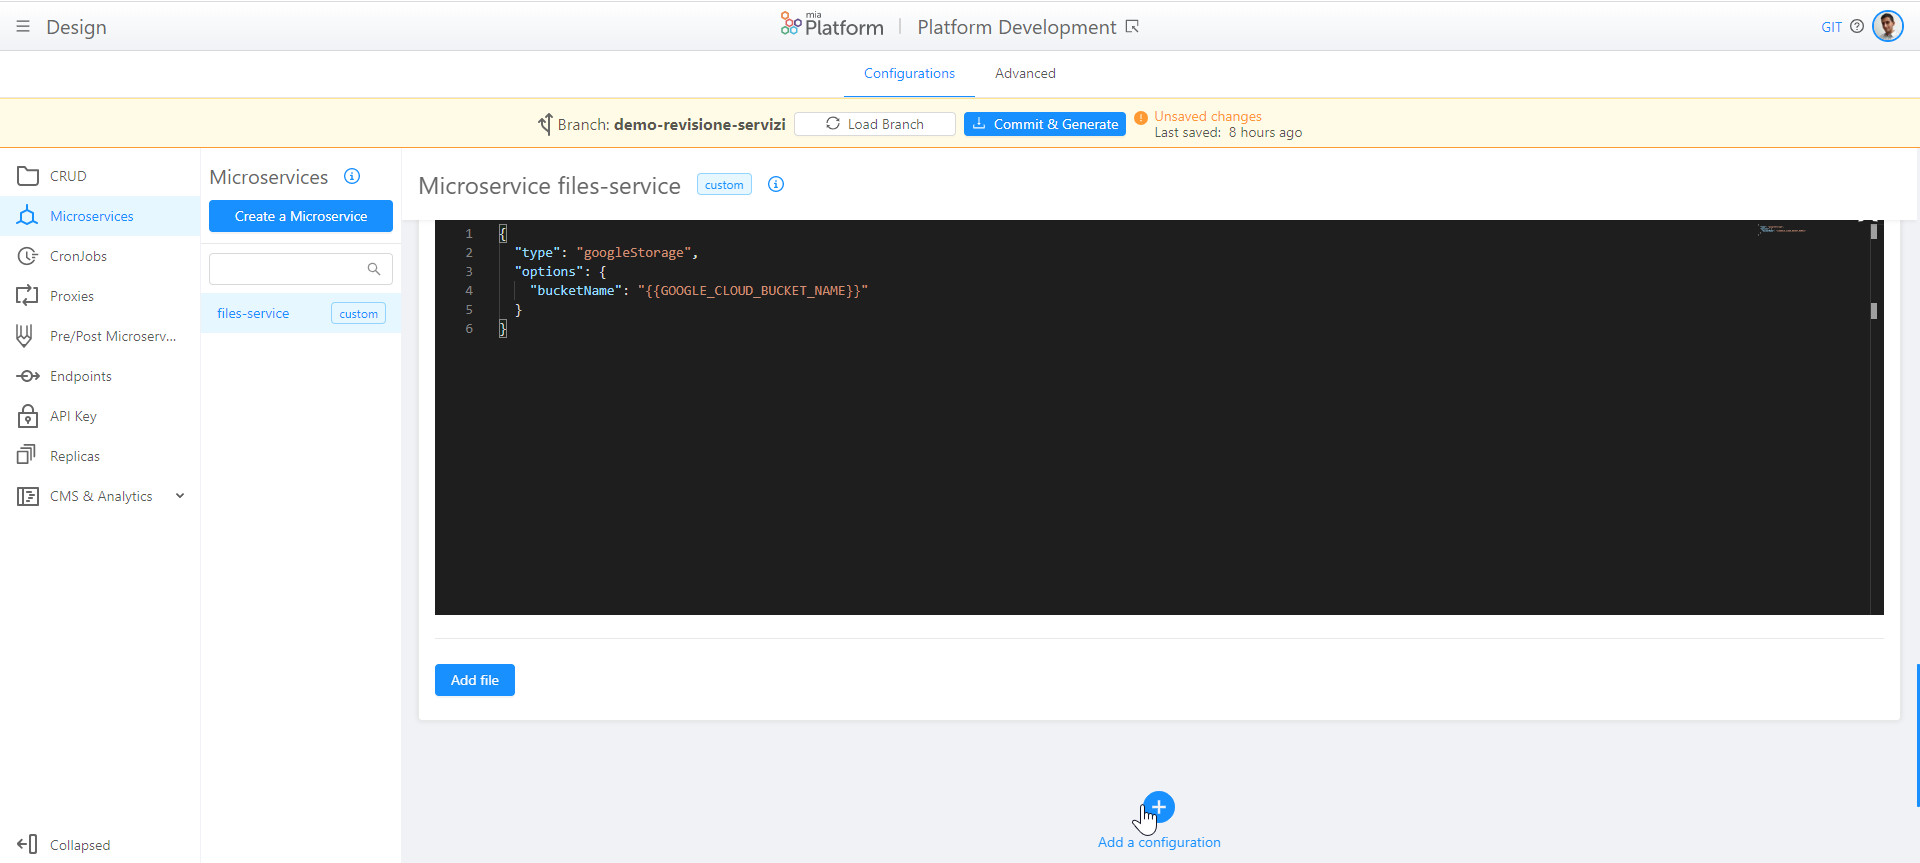 Design
mia
Platform
Platform Development
GIT
Configurations
Advanced
Branch: demo-revisione-servizi
Load Branch
Commit & Generate
Unsaved changes
Last saved: 8 hours ago
CRUD
Microservices
CronJobs
Proxies
Pre/Post Microserv...
Endpoints
API Key
Replicas
CMS & Analytics
Collapsed
Microservices
Create a Microservice
files-service custom
Microservice files-service custom
1 {
2 "type": "googleStorage",
3 "options": {
4 "bucketName": "{{GOOGLE_CLOUD_BUCKET_NAME}}"
5 }
6 }
Add file
Add a configuration